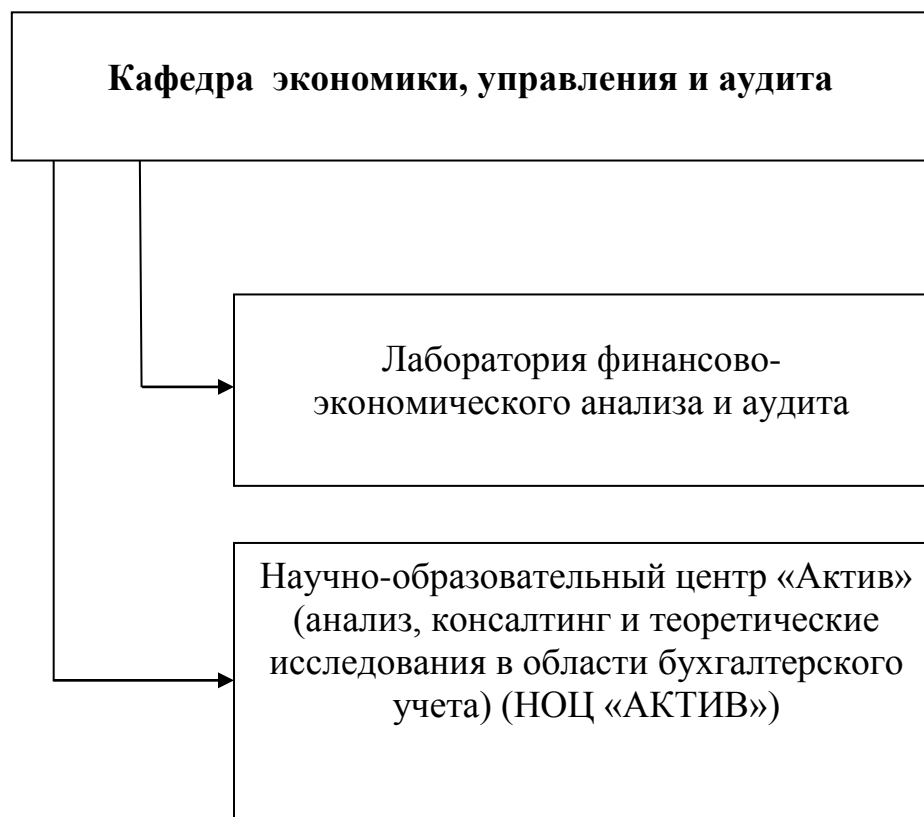 Кафедра экономики, управления и аудита
Лаборатория финансово-
экономического анализа и аудита
Научно-образовательный центр «Актив»
(анализ, консалтинг и теоретические
исследования в области бухгалтерского
учета) (НОЦ «АКТИВ»)